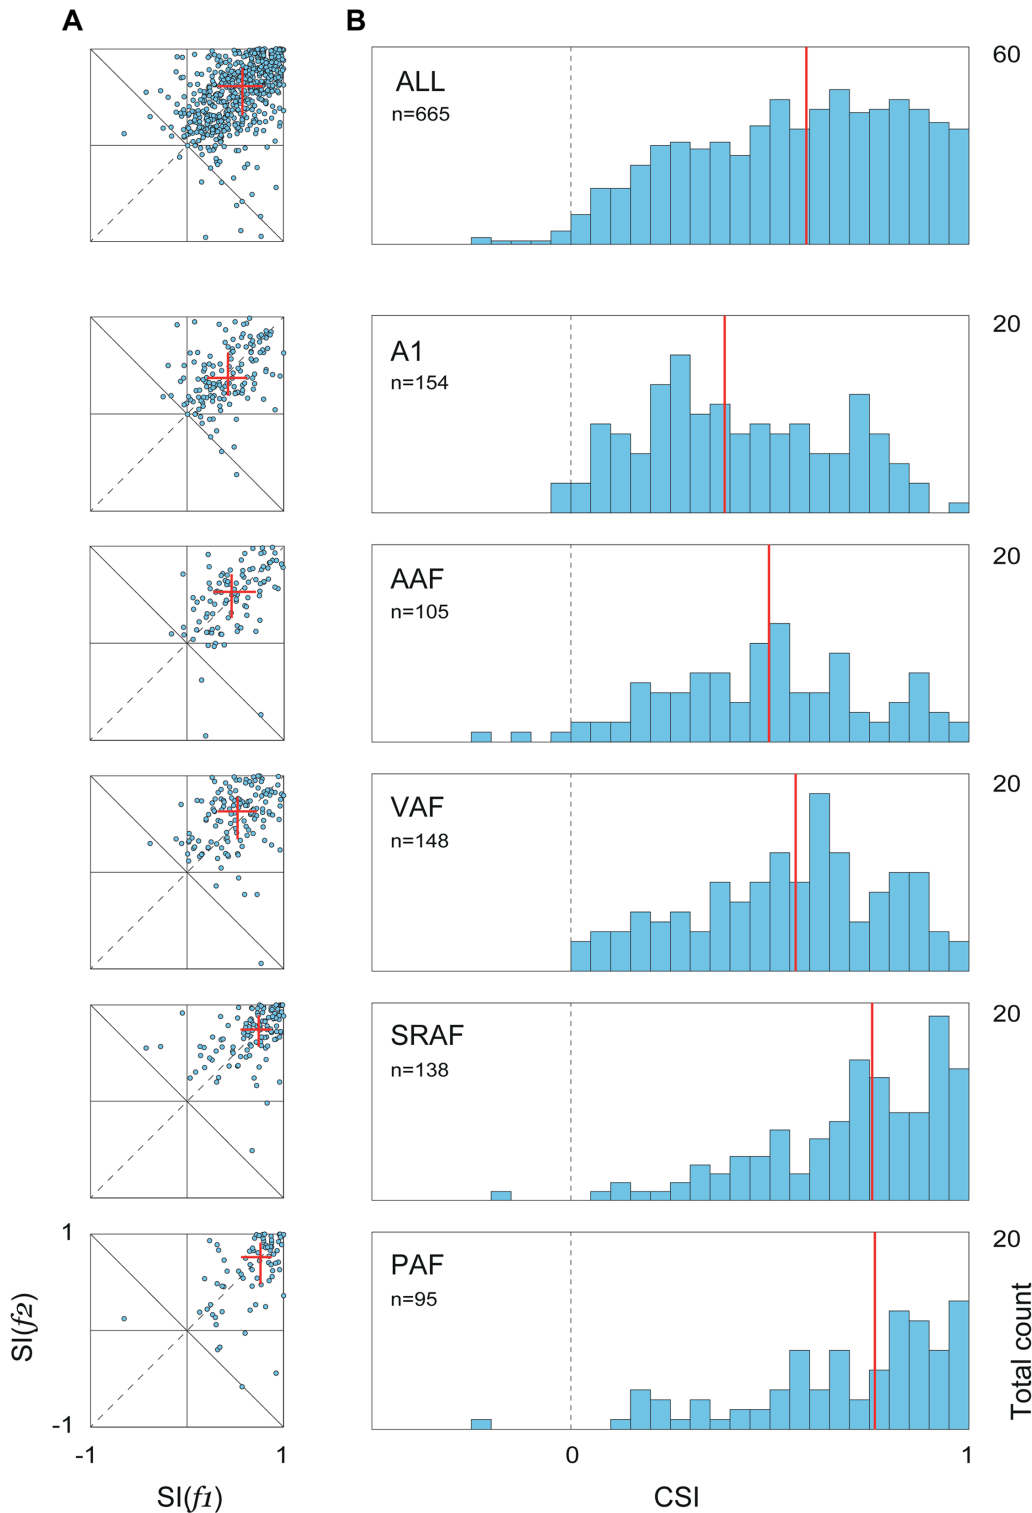 A
B
60
ALL
n=665
20
A1
n=154
20
AAF
n=105
20
VAF
n=148
20
SRAF
n=138
20
PAF
n=95
1
SI(f2)
-1
-1
1
SI(f1)
0
1
CSI
Total count